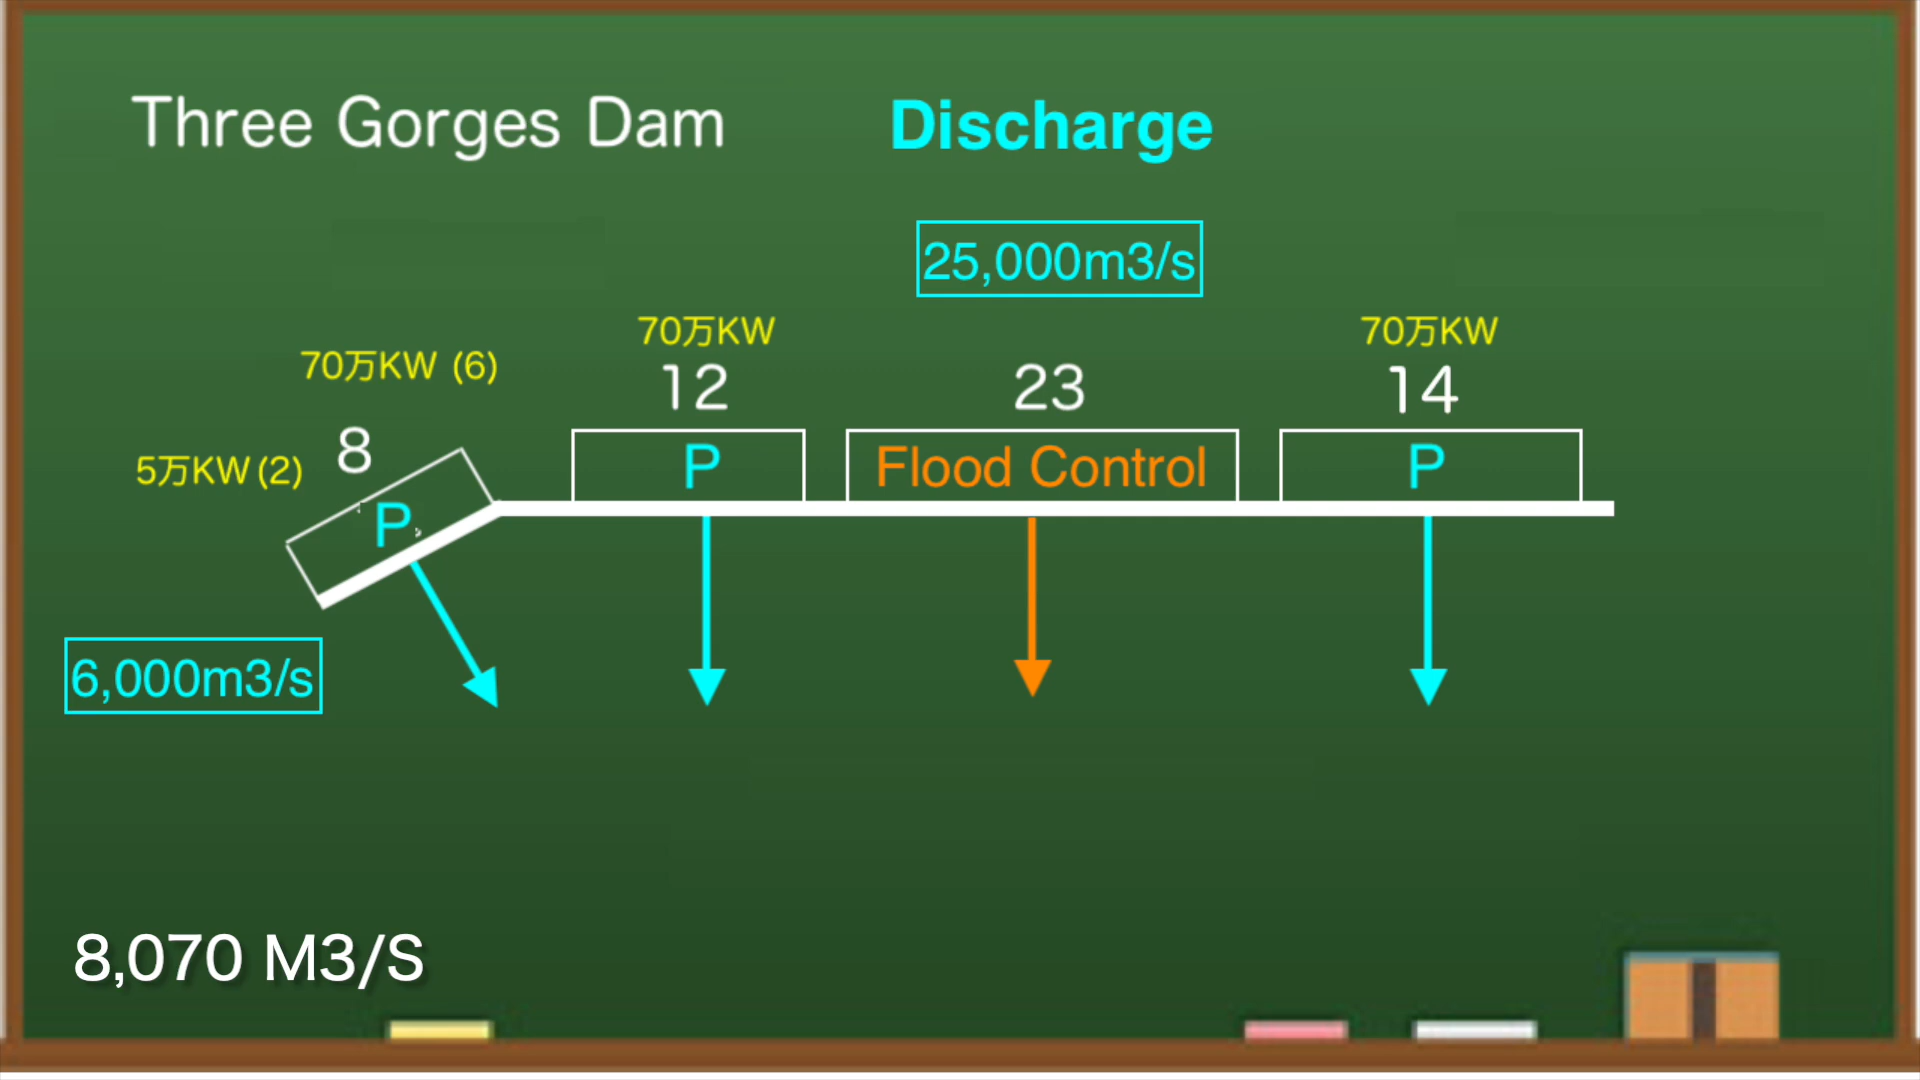 Three Gorges Dam
Discharge
25,000m3/s
70万KW
70万KW
70万KW (6)
12
23
14
8
5万KW (2)
P
Flood Control
P
P
6,000m3/s
8,070 M3/S